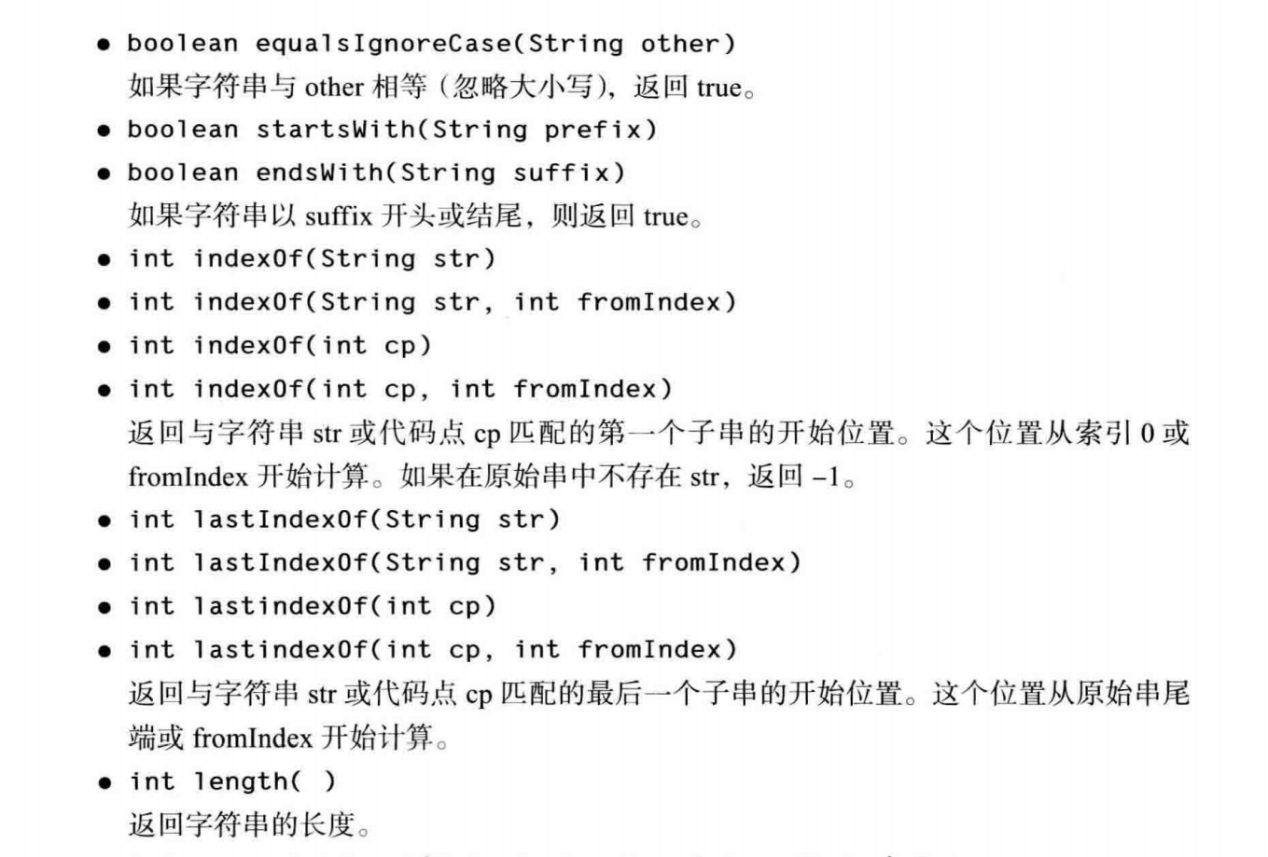 • boolean equalsIgnoreCase(String other)
如果字符串与 other 相等（忽略大小写），返回 true。
• boolean startsWith(String prefix)
• boolean endsWith(String suffix)
如果字符串以 suffix 开头或结尾，则返回 true。
• int indexOf(String str)
• int indexOf(String str, int fromIndex)
• int indexOf(int cp)
• int indexOf(int cp, int fromIndex)
返回与字符串 str 或代码点 cp 匹配的第一个子串的开始位置。这个位置从索引 0 或
fromIndex 开始计算。如果在原始串中不存在 str，返回 –1。
• int lastIndexOf(String str)
• int lastIndexOf(String str, int fromIndex)
• int lastindexOf(int cp)
• int lastindexOf(int cp, int fromIndex)
返回与字符串 str 或代码点 cp 匹配的最后一个子串的开始位置。这个位置从原始串尾
端或 fromIndex 开始计算。
• int length( )
返回字符串的长度。